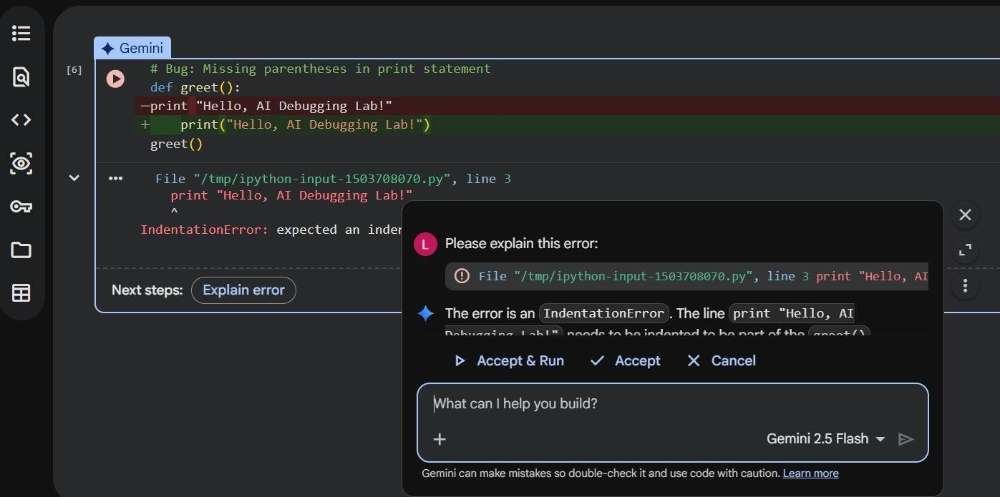 Gemini
[6]
# Bug: Missing parentheses in print statement
def greet():
—print "Hello, AI Debugging Lab!"
+ print("Hello, AI Debugging Lab!")
greet()
File "/tmp/ipython-input-1503708070.py", line 3
print "Hello, AI Debugging Lab!"
^
IndentationError: expected an inden
Next steps: Explain error
L Please explain this error:
File "/tmp/ipython-input-1503708070.py", line 3 print "Hello, AI
The error is an IndentationError. The line print "Hello, AI
Debugging Lab!" needs to be indented to be part of the greet()
Accept & Run Accept Cancel
What can I help you build?
Gemini 2.5 Flash
Gemini can make mistakes so double-check it and use code with caution. Learn more